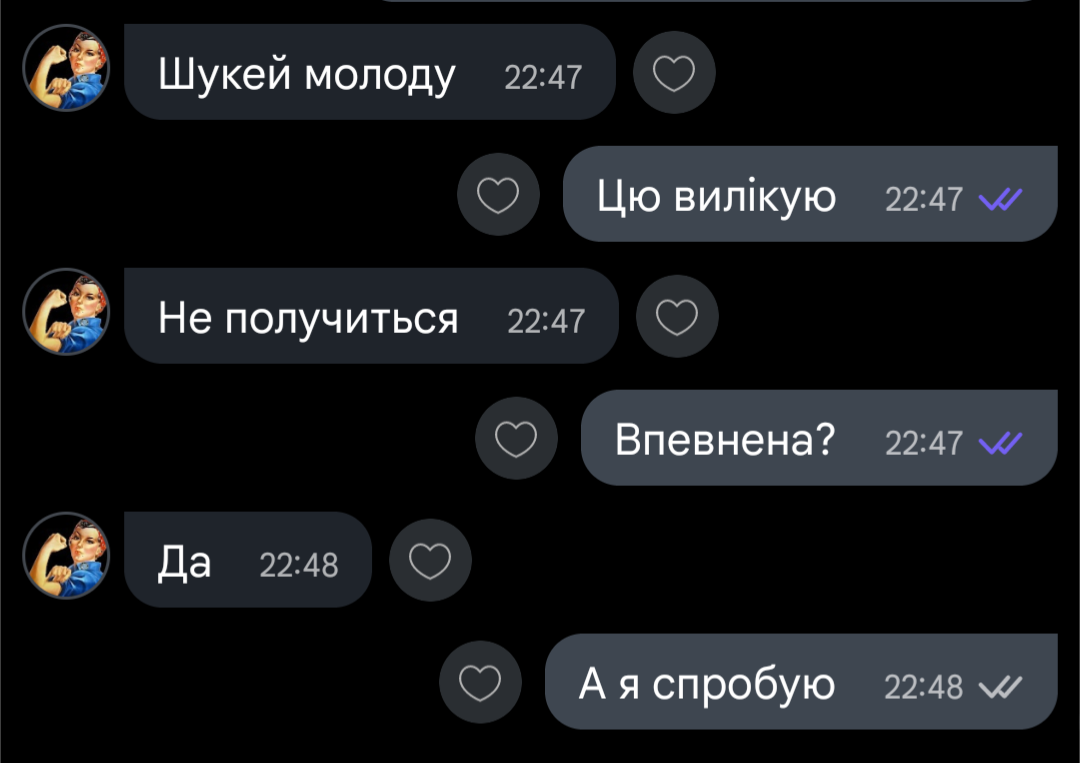 Шукей молоду 22:47
Цю вилікую 22:47
Не получиться 22:47
Впевнена? 22:47
Да 22:48
А я спробую 22:48